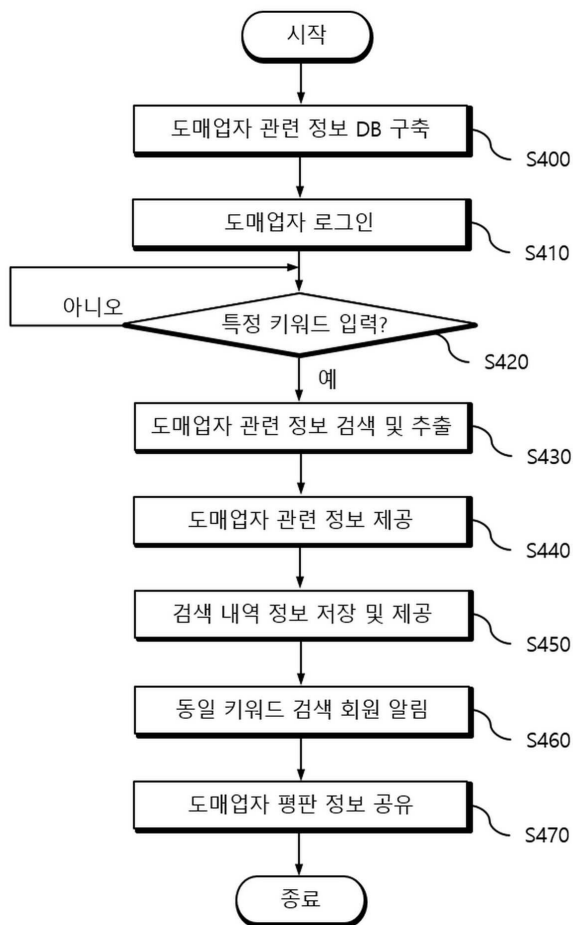 시작
도매업자 관련 정보 DB 구축
S400
도매업자 로그인
S410
아니오
특정 키워드 입력?
S420
예
도매업자 관련 정보 검색 및 추출
S430
도매업자 관련 정보 제공
S440
검색 내역 정보 저장 및 제공
S450
동일 키워드 검색 회원 알림
S460
도매업자 평판 정보 공유
S470
종료